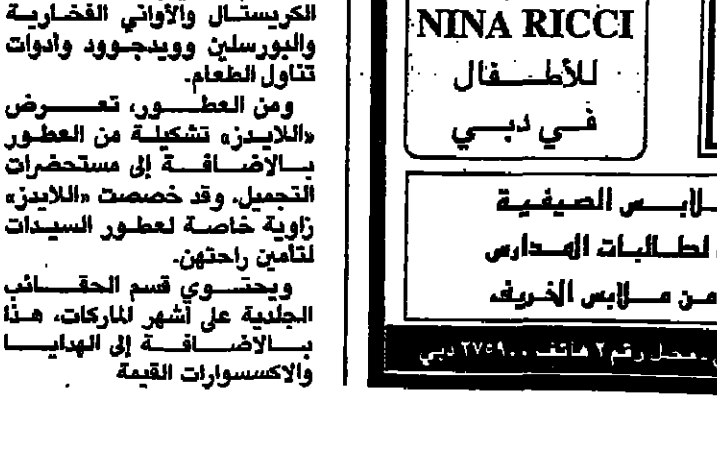 الكريستال والأواني الفخارية
والبورسلين وويدجوود وادوات
تناول الطعام.
ومن العطور، تعرض
«اللايدز» تشكيلة من العطور
بالاضافة إلى مستحضرات
التجميل. وقد خصصت «اللايدز»
زاوية خاصة لعطور السيدات
لتأمين راحتهن.
ويحتوي قسم الحقائب
الجلدية على أشهر الماركات، هذا
بالاضافة إلى الهدايا
والاكسسوارات القيمة
NINA RICCI
للأطفال
في دبي
ـلابس الصيفية
لطالبات المدارس
من ملابس الخريف
محل رقم ٢ هاتف ٢٧٥٩٠٠ دبي